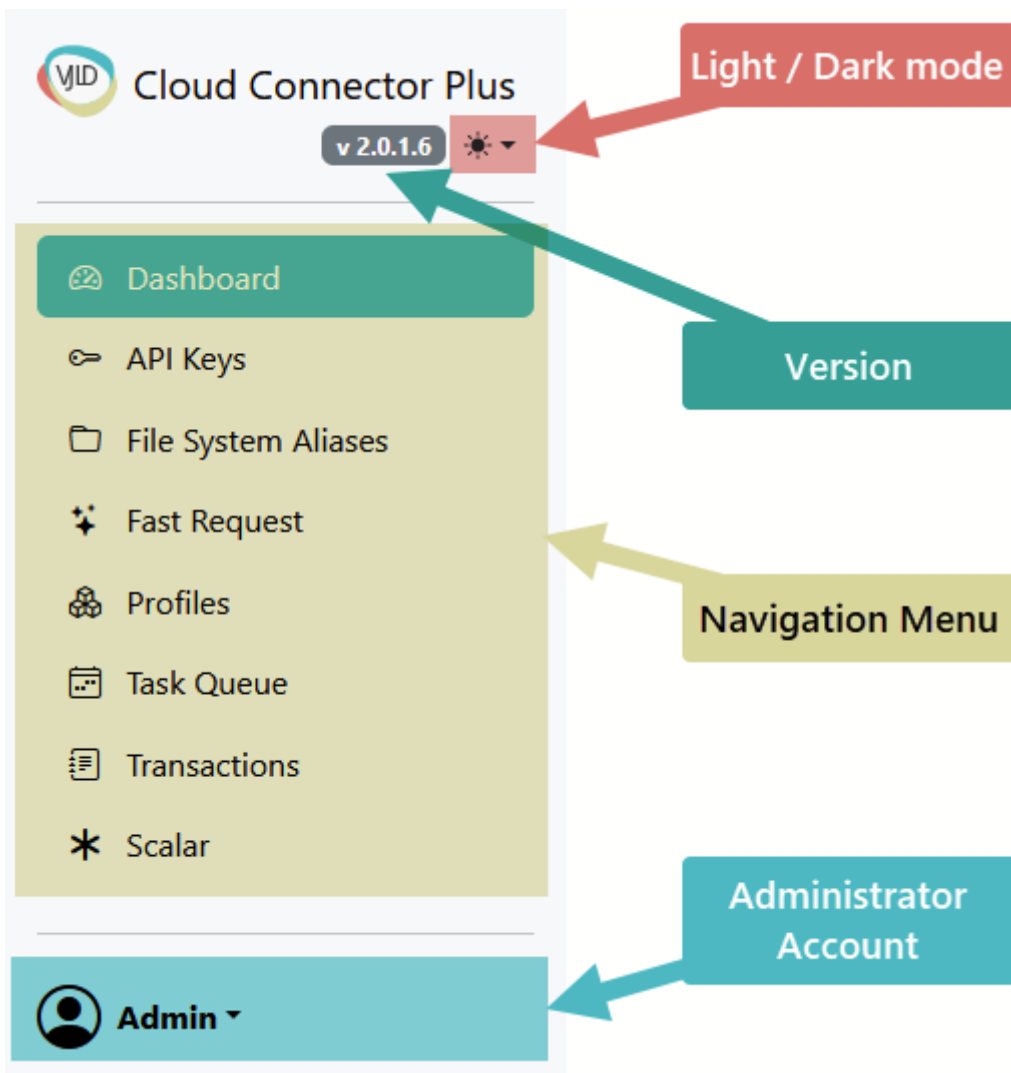 VJLD
Cloud Connector Plus
v 2.0.1.6
Light / Dark mode
Dashboard
API Keys
File System Aliases
Fast Request
Profiles
Task Queue
Transactions
Scalar
Admin
Version
Navigation Menu
Administrator
Account